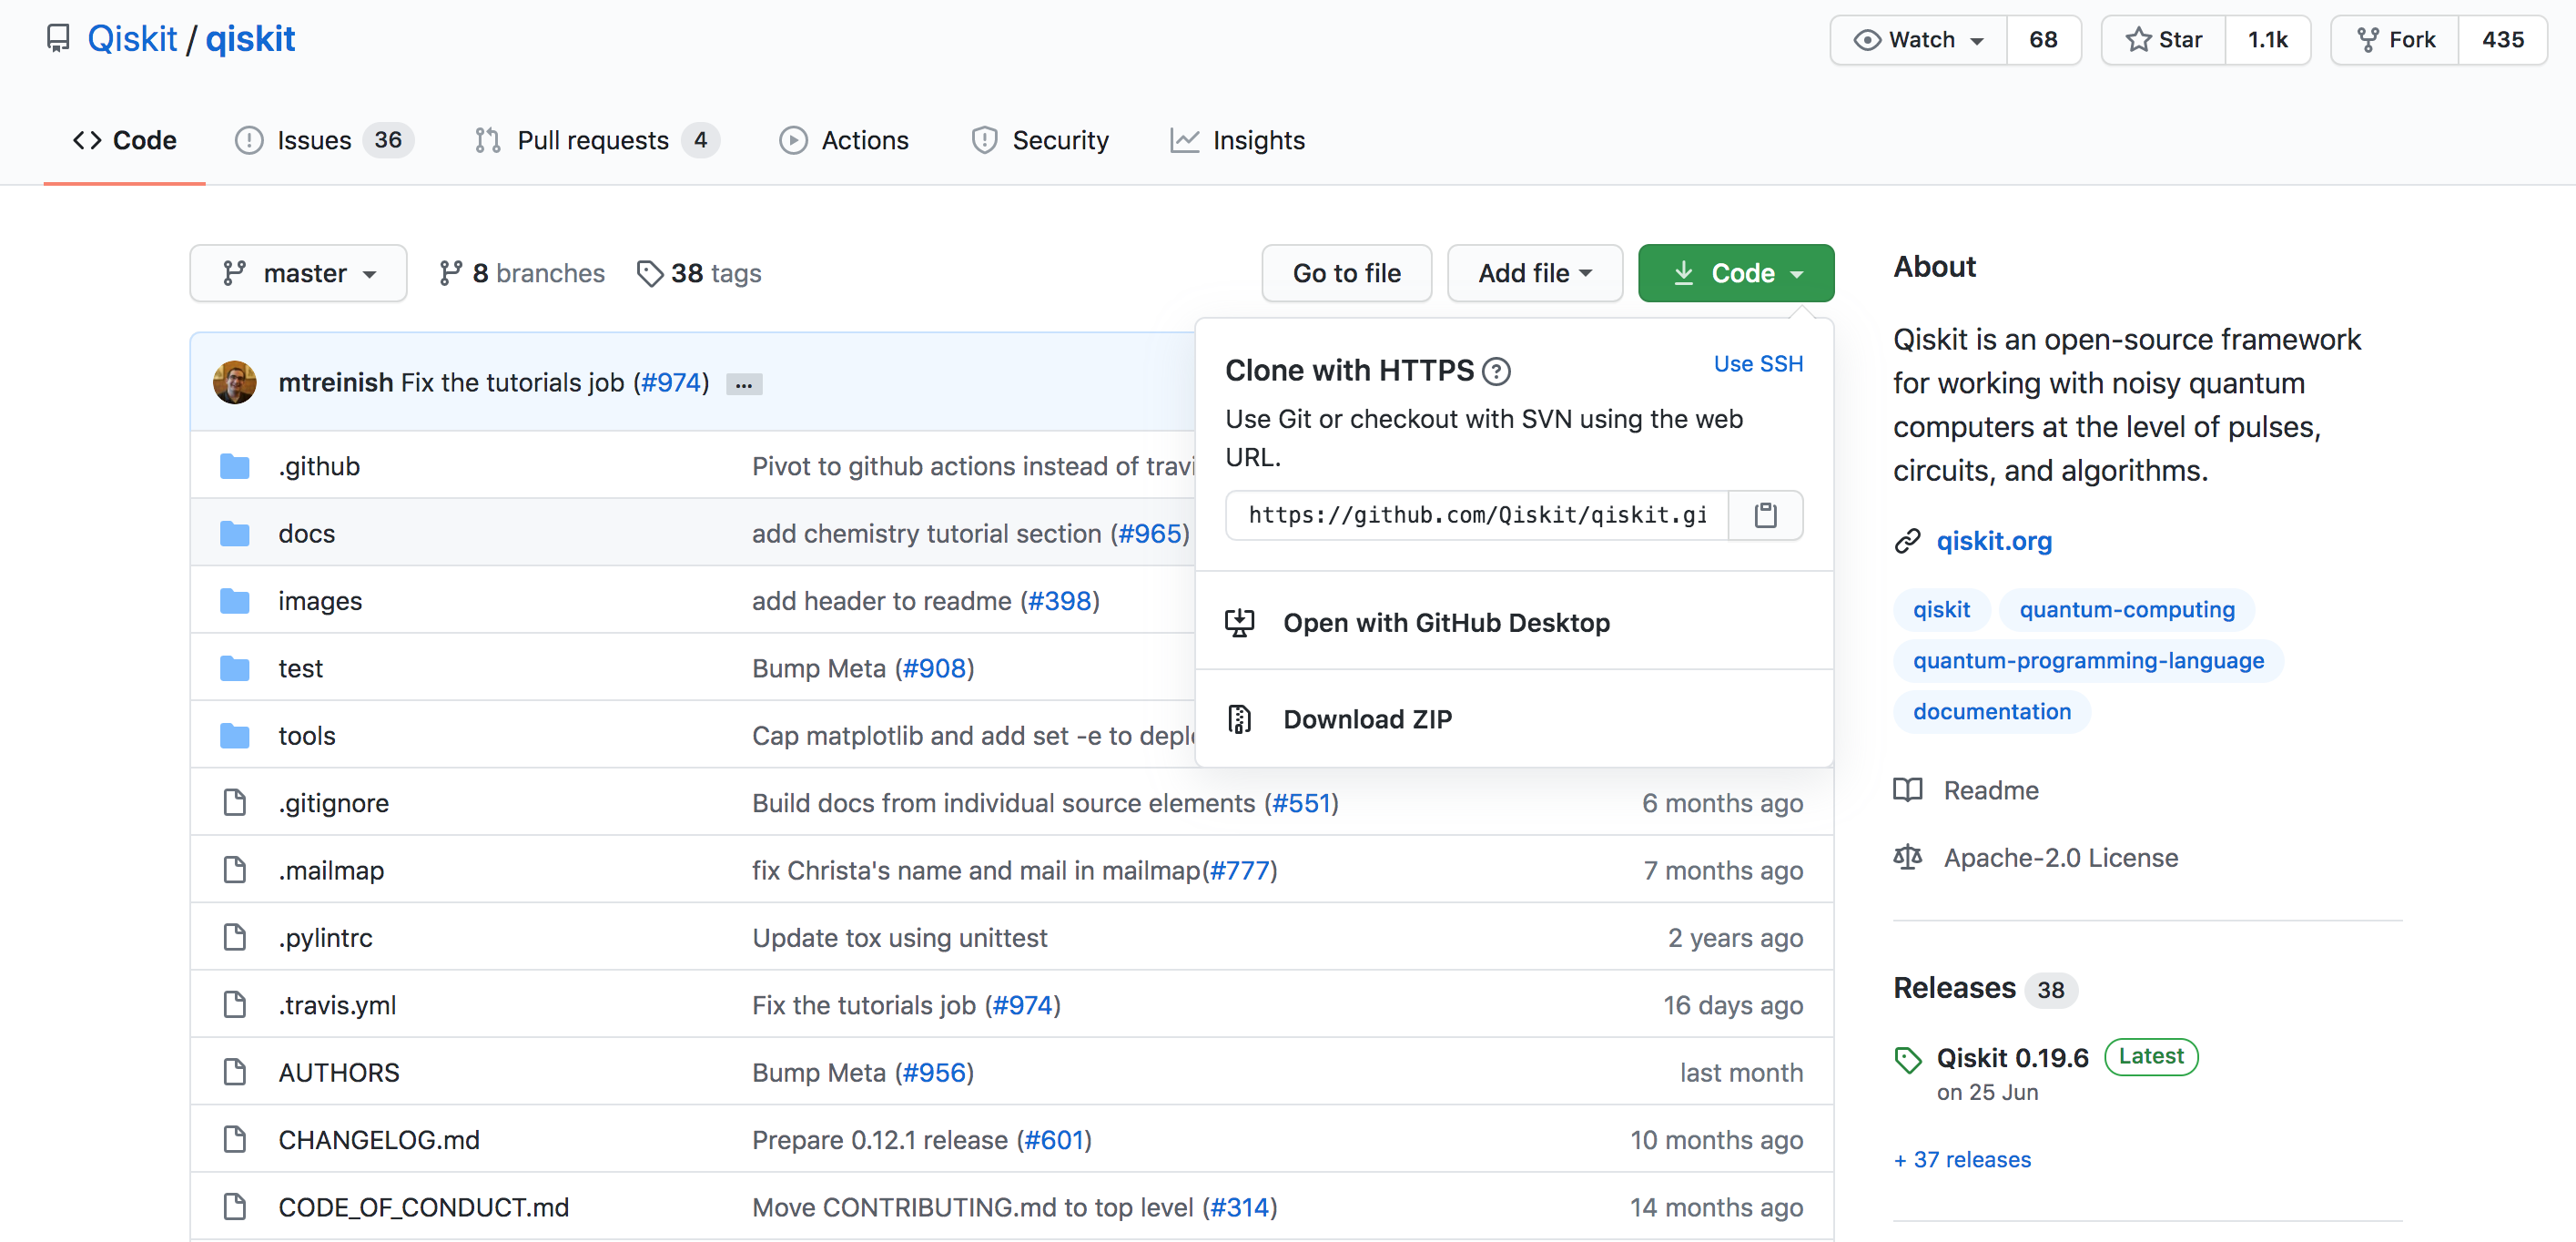 Qiskit / qiskit
Watch 68 Star 1.1k Fork 435
Code Issues 36 Pull requests 4 Actions Security Insights
master 8 branches 38 tags Go to file Add file Code
mtreinish Fix the tutorials job (#974) ...
.github Pivot to github actions instead of travi
docs add chemistry tutorial section (#965)
images add header to readme (#398)
test Bump Meta (#908)
tools Cap matplotlib and add set -e to depl
.gitignore Build docs from individual source elements (#551) 6 months ago
.mailmap fix Christa's name and mail in mailmap(#777) 7 months ago
.pylintrc Update tox using unittest 2 years ago
.travis.yml Fix the tutorials job (#974) 16 days ago
AUTHORS Bump Meta (#956) last month
CHANGELOG.md Prepare 0.12.1 release (#601) 10 months ago
CODE_OF_CONDUCT.md Move CONTRIBUTING.md to top level (#314) 14 months ago
Clone with HTTPS ? Use SSH
Use Git or checkout with SVN using the web
URL.
https://github.com/Qiskit/qiskit.gi
Open with GitHub Desktop
Download ZIP
About
Qiskit is an open-source framework
for working with noisy quantum
computers at the level of pulses,
circuits, and algorithms.
qiskit.org
qiskit quantum-computing
quantum-programming-language
documentation
Readme
Apache-2.0 License
Releases 38
Qiskit 0.19.6 Latest
on 25 Jun
+ 37 releases